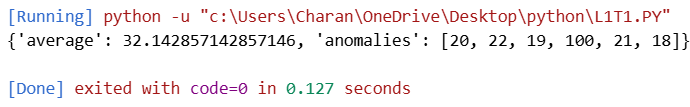 [Running] python -u "c:\Users\Charan\OneDrive\Desktop\python\L1T1.PY"
{'average': 32.142857142857146, 'anomalies': [20, 22, 19, 100, 21, 18]}
[Done] exited with code=0 in 0.127 seconds